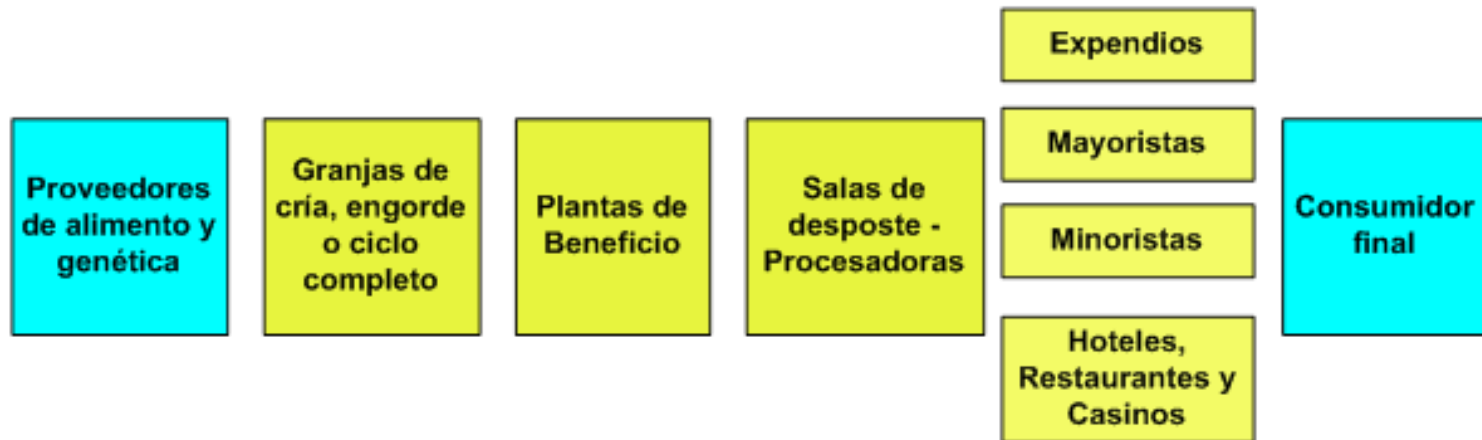 Proveedores
de alimento y
genética
Granjas de
cría, engorde
o ciclo
completo
Plantas de
Beneficio
Salas de
desposte -
Procesadoras
Expendios
Mayoristas
Minoristas
Hoteles,
Restaurantes y
Casinos
Consumidor
final